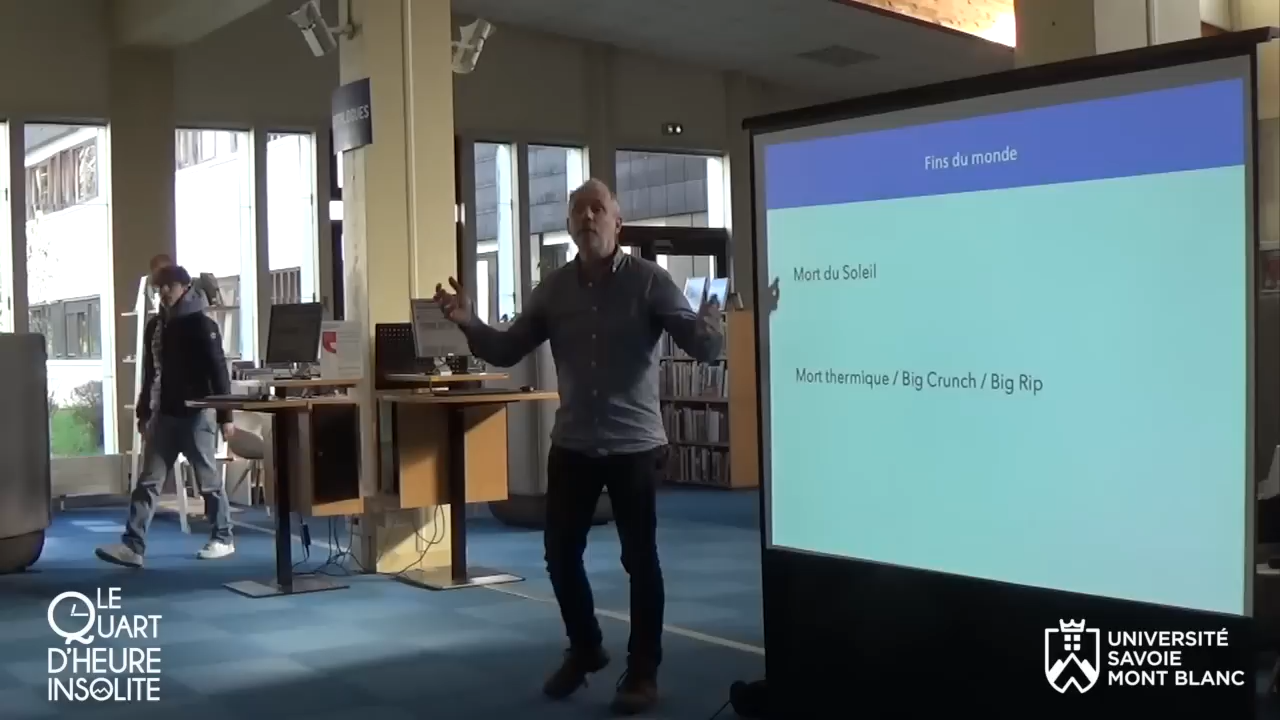 Fins du monde
Mort du Soleil
Mort thermique / Big Crunch / Big Rip
LE
QUART
D'HEURE
INSOLITE
UNIVERSITÉ
SAVOIE
MONT BLANC